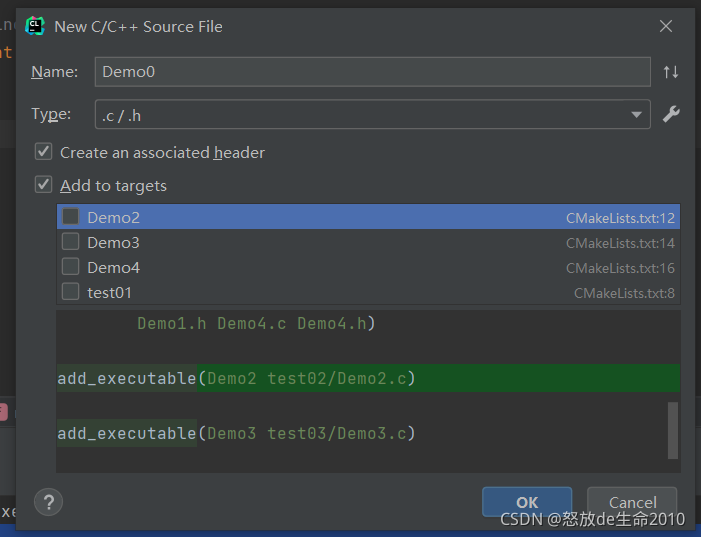 New C/C++ Source File
Name: Demo0
Type: .c / .h
Create an associated header
Add to targets
Demo2 CMakeLists.txt:12
Demo3 CMakeLists.txt:14
Demo4 CMakeLists.txt:16
test01 CMakeLists.txt:8
Demo1.h Demo4.c Demo4.h)
add_executable(Demo2 test02/Demo2.c)
add_executable(Demo3 test03/Demo3.c)
? OK Cancel
CSDN @怒放de生命2010